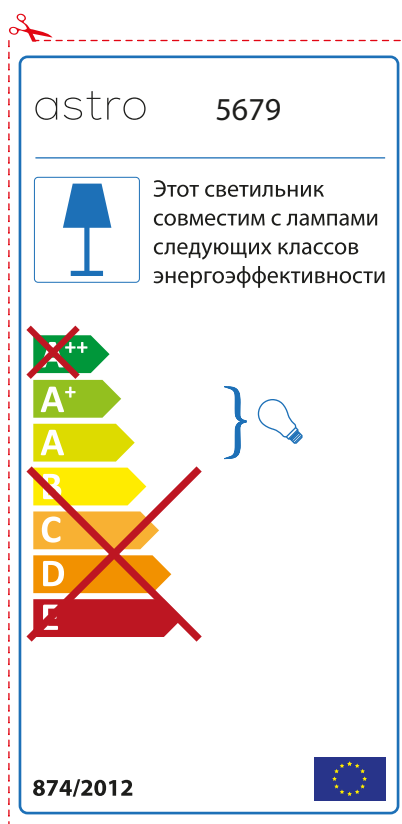 astro 5679
Этот светильник
совместим с лампами
следующих классов
энергоэффективности
A++
A+
A
B
C
D
E
874/2012